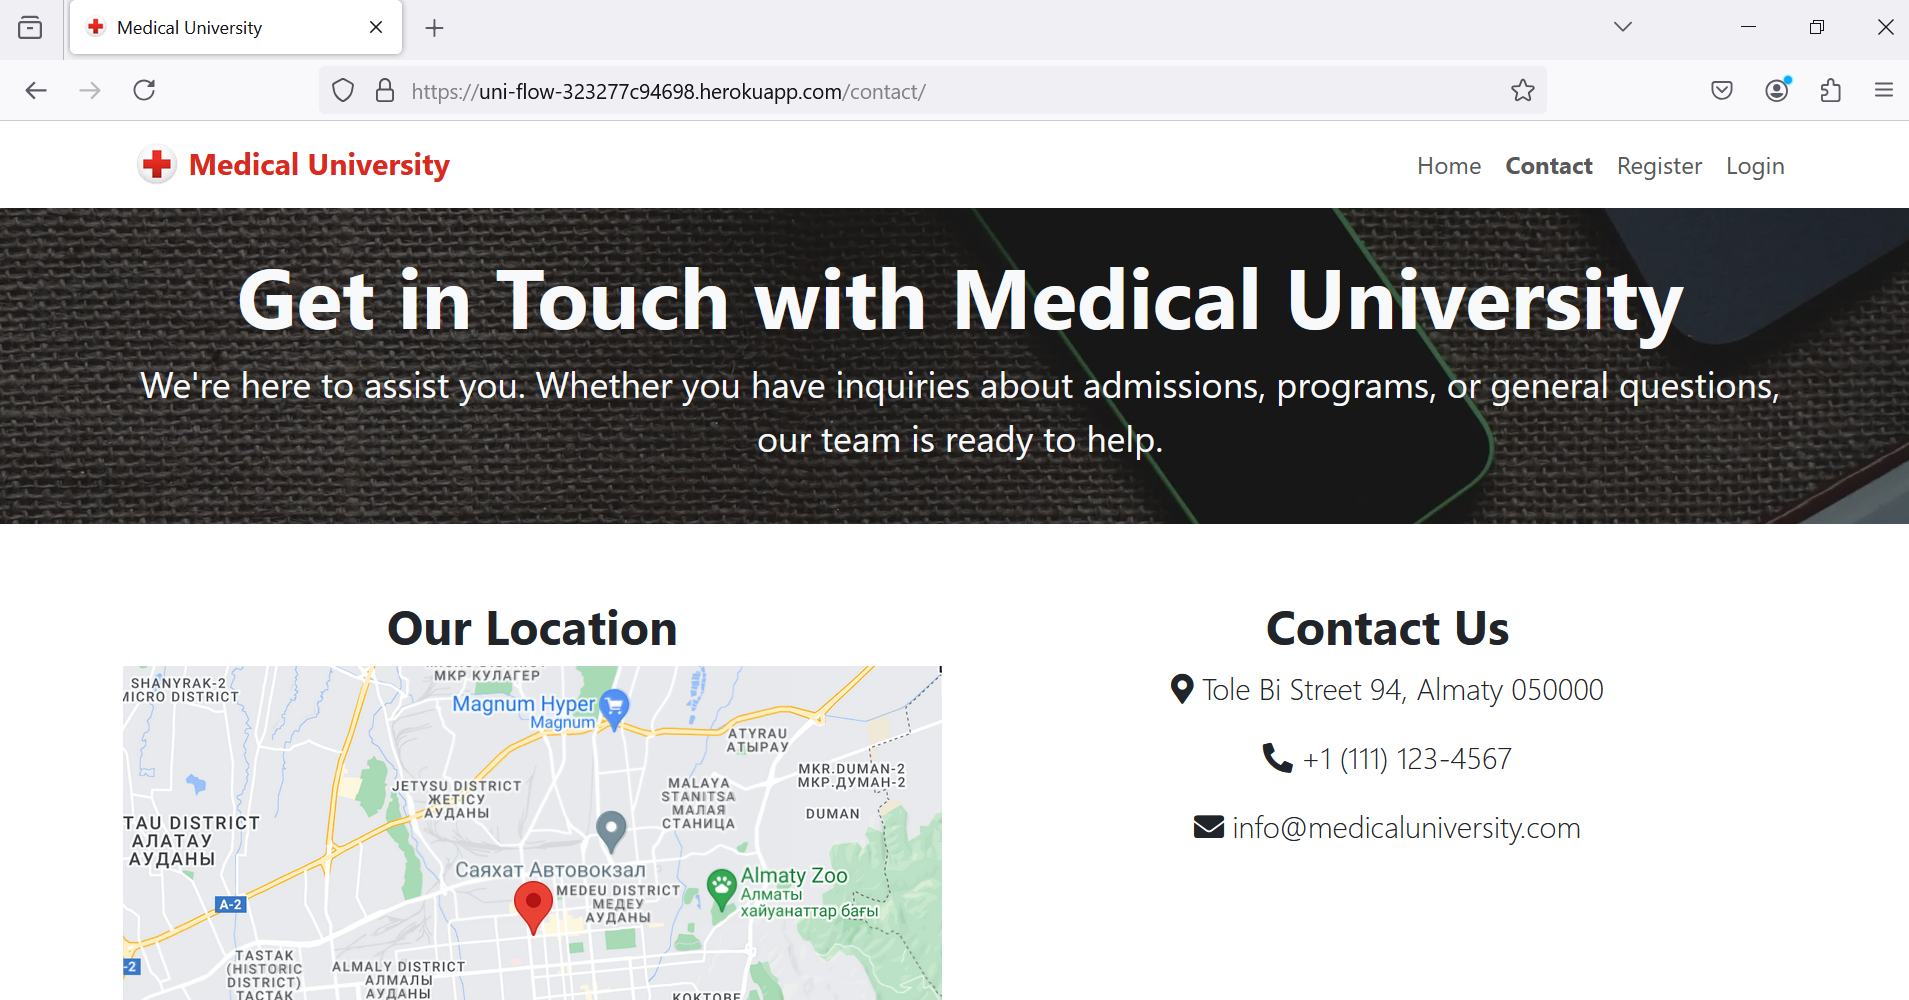 Medical University
https://uni-flow-323277c94698.herokuapp.com/contact/
Medical University
Home Contact Register Login
Get in Touch with Medical University
We're here to assist you. Whether you have inquiries about admissions, programs, or general questions,
our team is ready to help.
Our Location
МКР КУЛАГЕР
SHANYRAK-2
MICRO DISTRICT
Magnum Hyper
Magnum
ATYRAU
АТЫРАУ
MKR.DUMAN-2
МКР.ДУМАН-2
JETYSU DISTRICT
ЖЕТІСУ
АУДАНЫ
MALAYA
STANITSA
МАЛАЯ
СТАНИЦА
DUMAN
TAU DISTRICT
АЛАТАУ
АУДАНЫ
Саяхат Автовокзал
MEDEU DISTRICT
МЕДЕУ
АУДАНЫ
Almaty Zoo
Алматы
хайуанаттар бағы
A-2
-2
TASTAK
(HISTORIC
DISTRICT)
TACTAK
ALMALY DISTRICT
АЛМАЛЫ
АУДАНЫ
KOKTOBE
Contact Us
Tole Bi Street 94, Almaty 050000
+1 (111) 123-4567
info@medicaluniversity.com